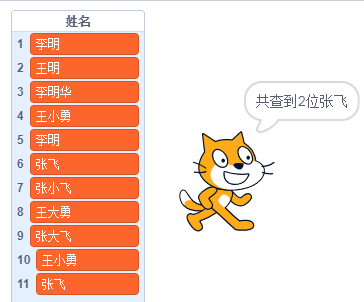 姓名
1 李明
2 王明
3 李明华
4 王小勇
5 李明
6 张飞
7 张小飞
8 王大勇
9 张大飞
10 王小勇
11 张飞
共查到2位张飞